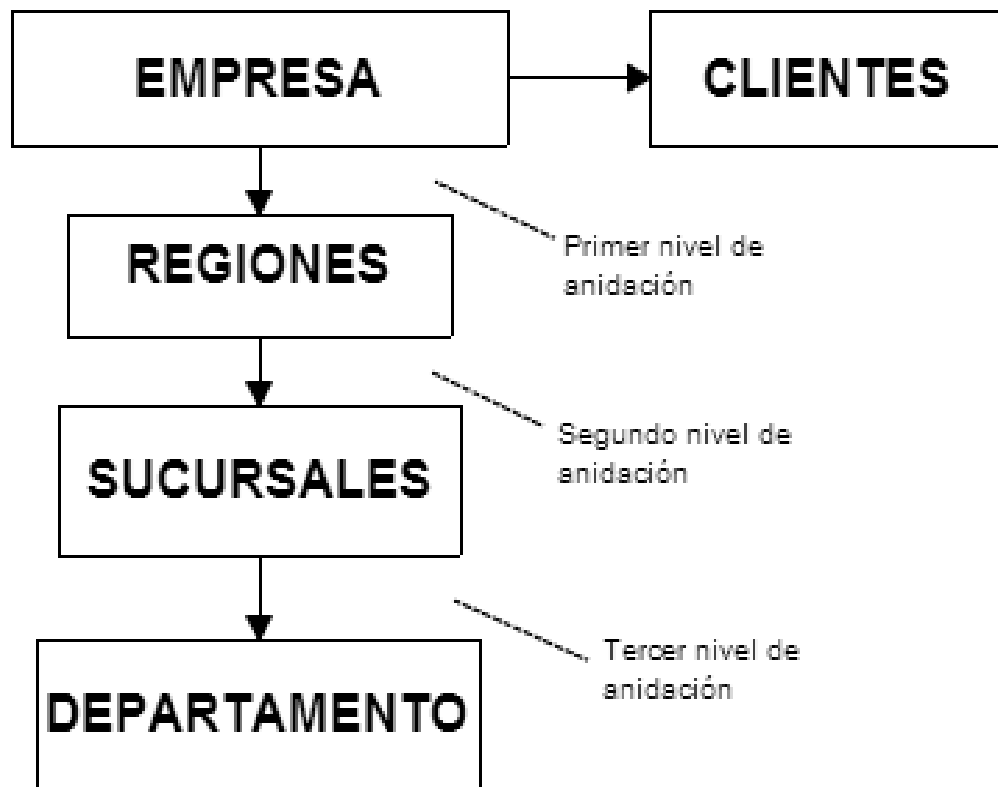 EMPRESA
CLIENTES
REGIONES
Primer nivel de
anidación
SUCURSALES
Segundo nivel de
anidación
DEPARTAMENTO
Tercer nivel de
anidación